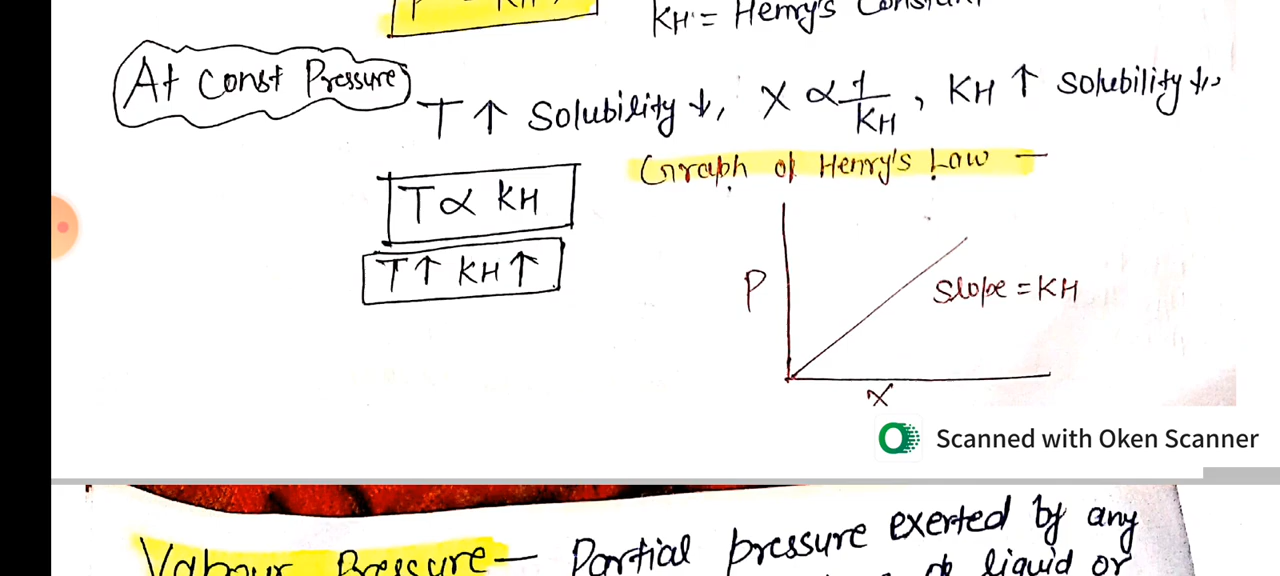 KH = Henry's Constant
At Const Pressure
T ↑ Solubility ↓, X ∝ 1/KH, KH ↑ Solubility ↓
Graph of Henry's Law —
T ∝ KH
T ↑ KH ↑
P
Slope = KH
X
Scanned with Oken Scanner
Vapour Pressure — Partial pressure exerted by any
liquid or